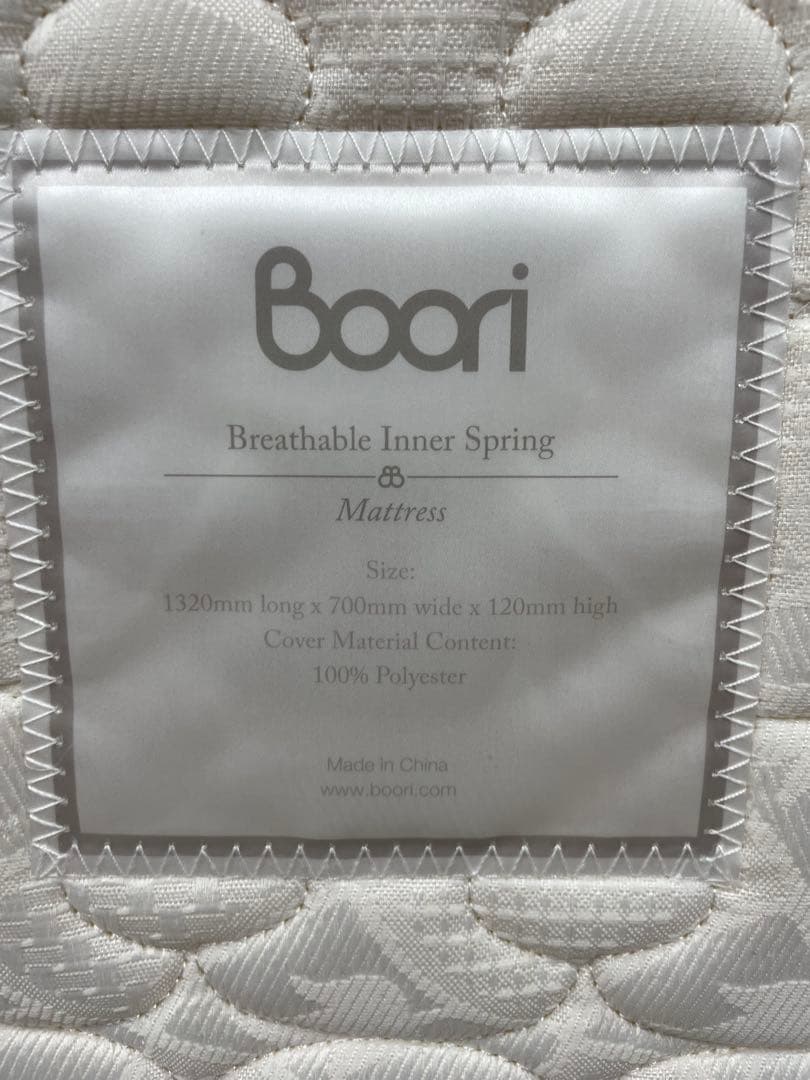 Boori
Breathable Inner Spring
Mattress
Size:
1320mm long x 700mm wide x 120mm high
Cover Material Content:
100% Polyester
Made In China
www.boori.com